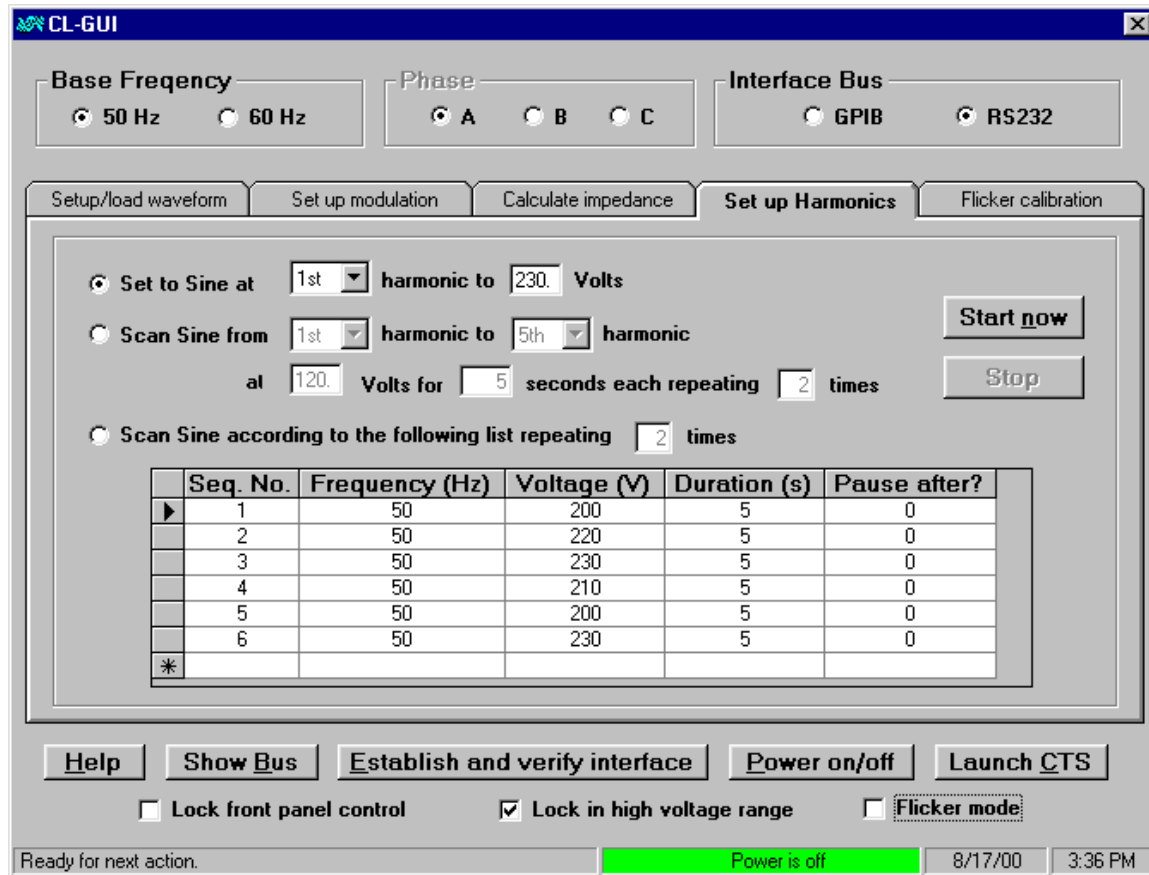 CL-GUI
Base Freqency
50 Hz 60 Hz
Phase
A B C
Interface Bus
GPIB RS232
Setup/load waveform Set up modulation Calculate impedance Set up Harmonics Flicker calibration
Set to Sine at 1st harmonic to 230. Volts
Scan Sine from 1st harmonic to 5th harmonic
at 120. Volts for 5 seconds each repeating 2 times
Start now
Stop
Scan Sine according to the following list repeating 2 times
Seq. No. Frequency (Hz) Voltage (V) Duration (s) Pause after?
1 50 200 5 0
2 50 220 5 0
3 50 230 5 0
4 50 210 5 0
5 50 200 5 0
6 50 230 5 0
Help Show Bus Establish and verify interface Power on/off Launch CTS
Lock front panel control Lock in high voltage range Flicker mode
Ready for next action. Power is off 8/17/00 3:36 PM